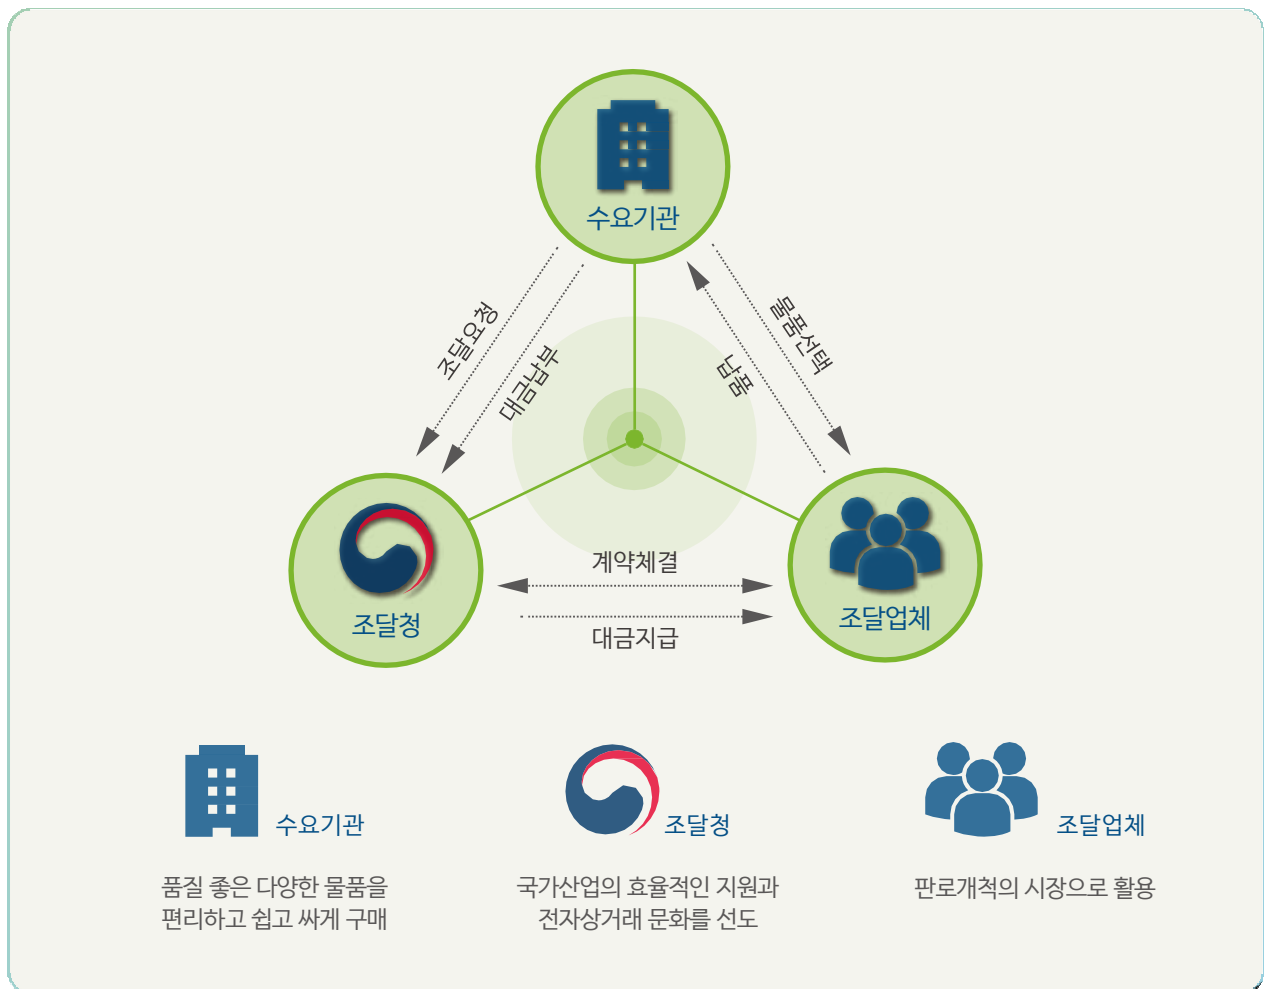 수요기관
조달요청
대금납부
물품선택
납품
조달청
계약체결
대금지급
조달업체
수요기관
품질 좋은 다양한 물품을
편리하고 쉽고 싸게 구매
조달청
국가산업의 효율적인 지원과
전자상거래 문화를 선도
조달업체
판로개척의 시장으로 활용